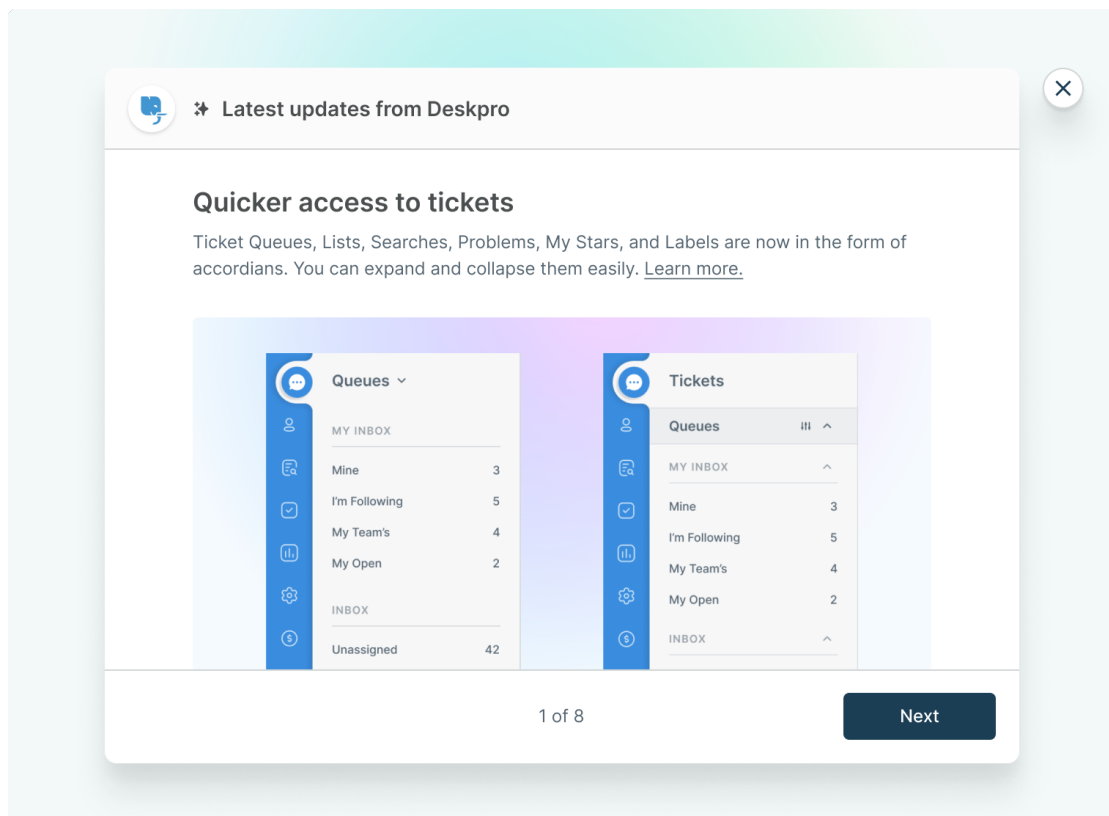 Latest updates from Deskpro
Quicker access to tickets
Ticket Queues, Lists, Searches, Problems, My Stars, and Labels are now in the form of
accordians. You can expand and collapse them easily. Learn more.
Queues
MY INBOX
Mine 3
I'm Following 5
My Team's 4
My Open 2
INBOX
Unassigned 42
Tickets
Queues
MY INBOX
Mine 3
I'm Following 5
My Team's 4
My Open 2
INBOX
1 of 8
Next